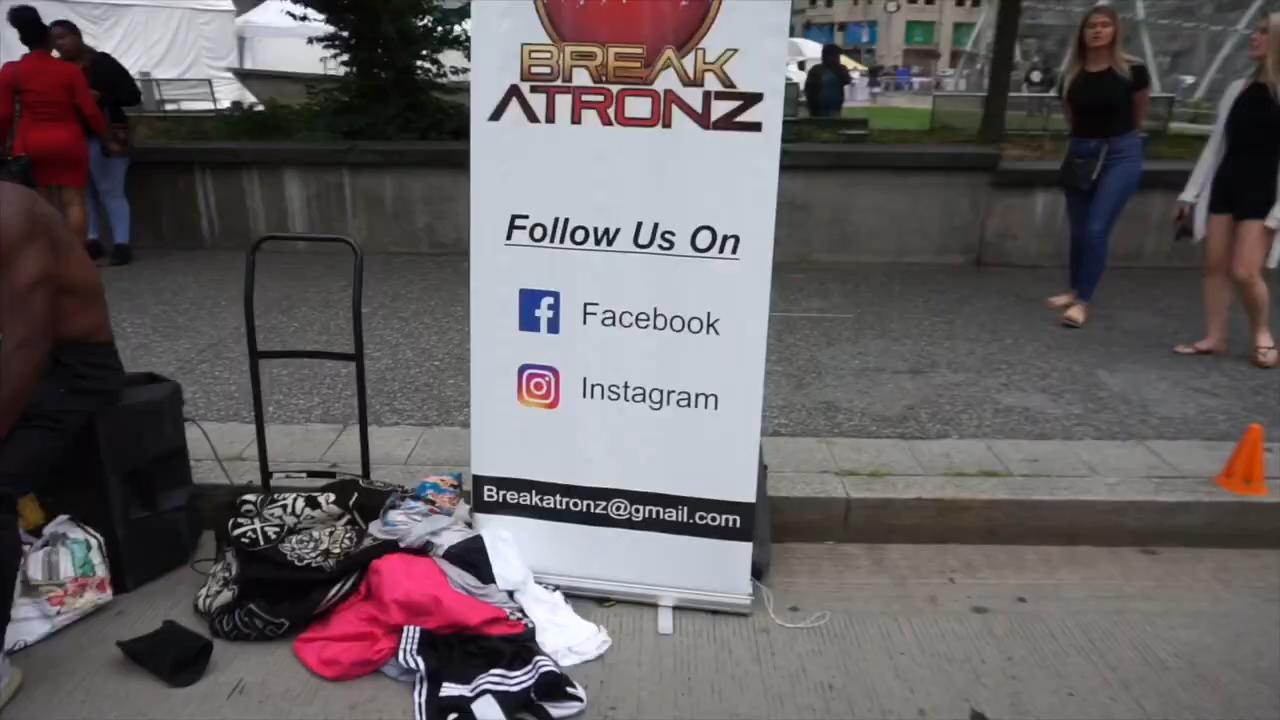 BREAK
ATRONZ
Follow Us On
Facebook
Instagram
Breakatronz@gmail.com